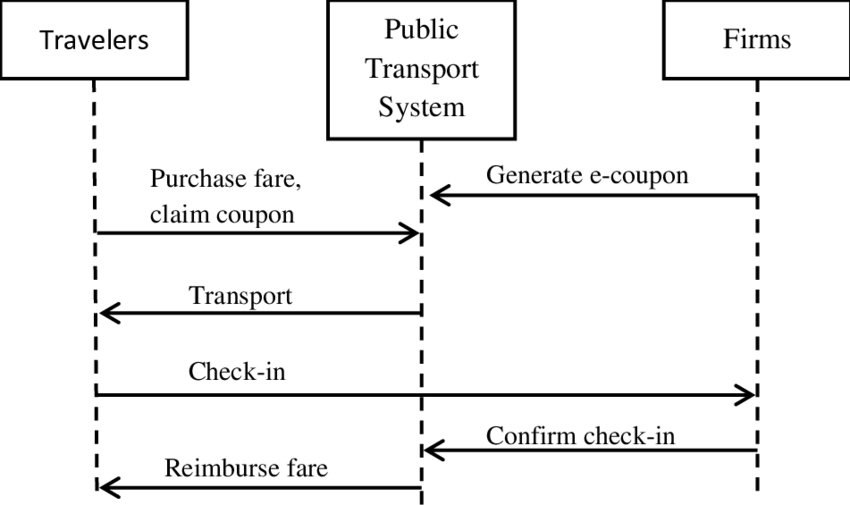 Travelers
Public
Transport
System
Firms
Generate e-coupon
Purchase fare,
claim coupon
Transport
Check-in
Confirm check-in
Reimburse fare